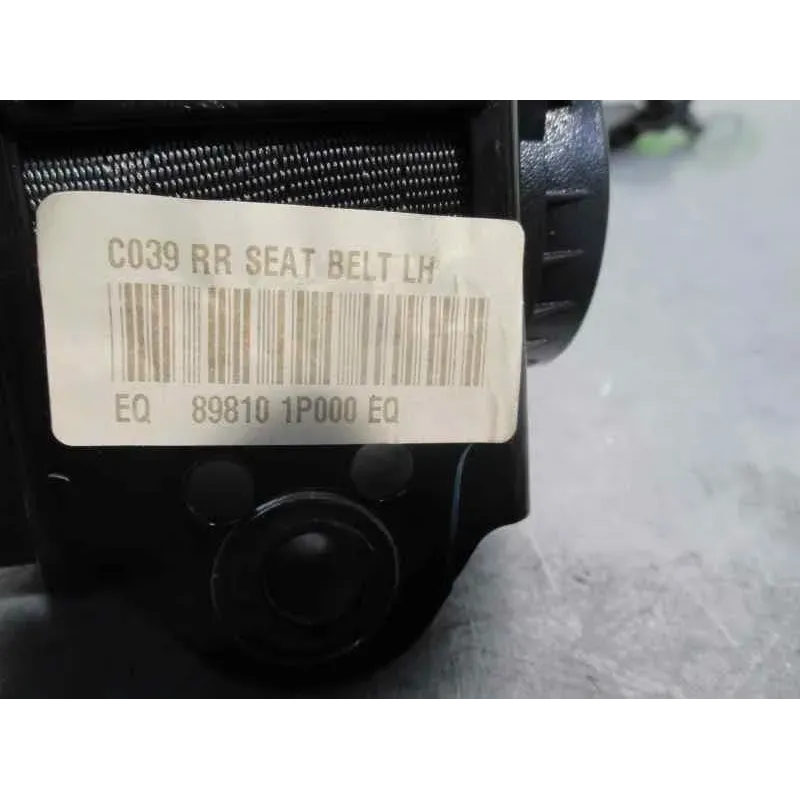 C039 RR SEAT BELT LH
EQ 89810 1P000 EQ